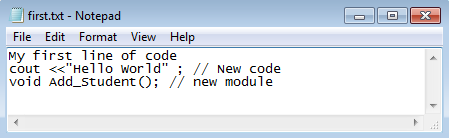 first.txt - Notepad
File Edit Format View Help
My first line of code
cout <<"Hello World" ; // New code
void Add_Student(); // new module